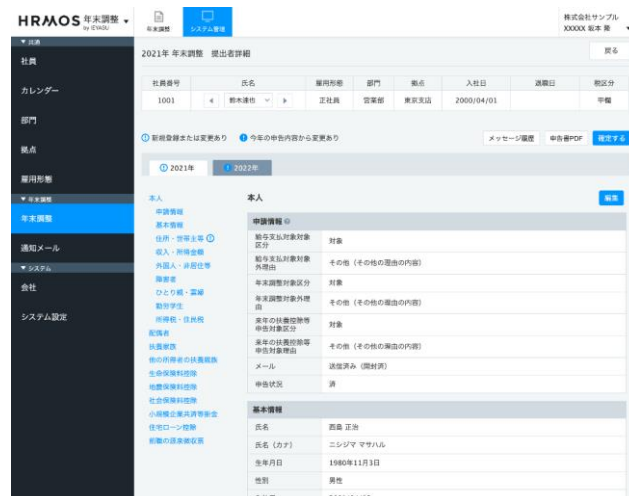 HRMOS 年末調整 ▼
by IEYASU
年末調整
システム管理
株式会社サンプル
XXXXX 坂本 葵 ▼
▼ 共通
社員
カレンダー
部門
拠点
雇用形態
▼ 年末調整
年末調整
通知メール
▼ システム
会社
システム設定
2021年 年末調整 提出者詳細
戻る
社員番号 氏名 雇用形態 部門 拠点 入社日 退職日 税区分
1001 鈴木達也 正社員 営業部 東京支店 2000/04/01 甲欄
新規登録または変更あり 今年の申告内容から変更あり
メッセージ履歴 申告書PDF 確定する
2021年 2022年
本人
申請情報
基本情報
住所・世帯主等
収入・所得金額
外国人・非居住等
障害者
ひとり親・寡婦
勤労学生
所得税・住民税
配偶者
扶養親族
他の所得者の扶養親族
生命保険料控除
地震保険料控除
社会保険料控除
小規模企業共済等掛金
住宅ローン控除
前職の源泉徴収票
本人
編集
申請情報
給与支払対象対象区分 対象
給与支払対象対象外理由 その他(その他の理由の内容)
年末調整対象区分 対象
年末調整対象外理由 その他(その他の理由の内容)
来年の扶養控除等申告対象区分 対象
来年の扶養控除等申告対象理由 その他(その他の理由の内容)
メール 送信済み(開封済)
申告状況 済
基本情報
氏名 西島 正治
氏名(カナ) ニシジマ マサハル
生年月日 1980年11月3日
性別 男性